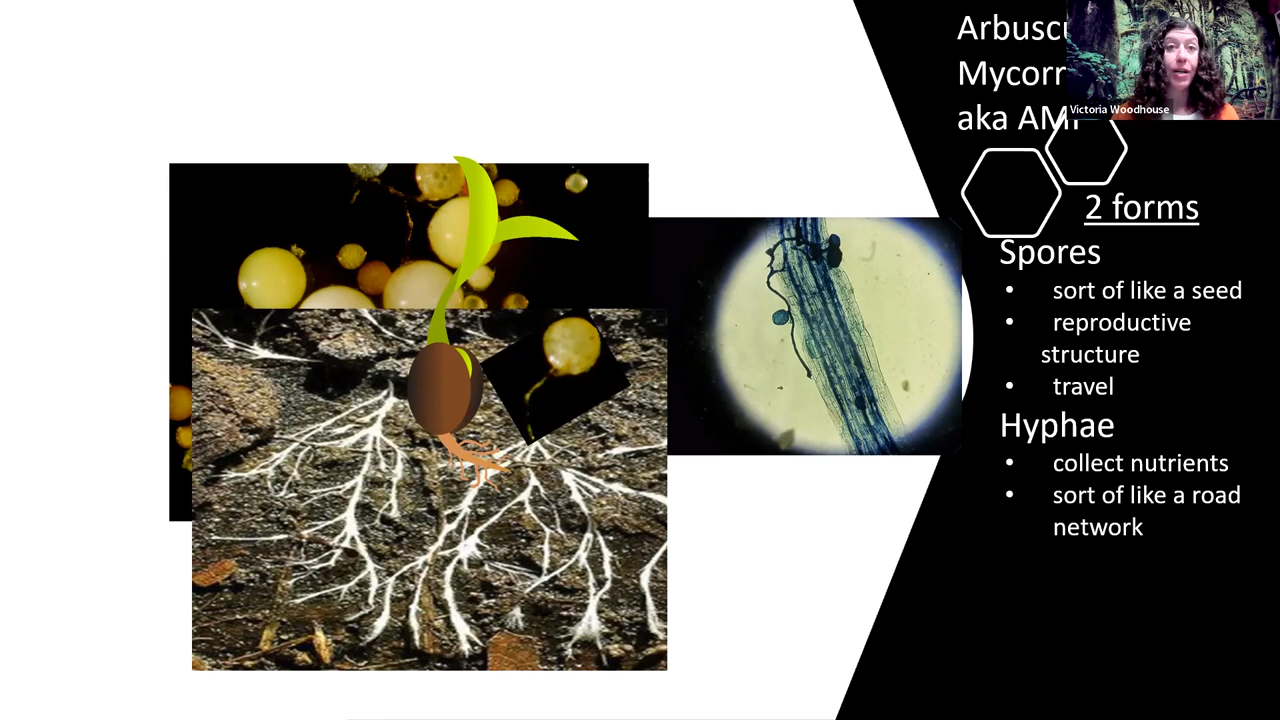 Victoria Woodhouse
aka
2 forms
Spores
• sort of like a seed
• reproductive
structure
• travel
Hyphae
• collect nutrients
• sort of like a road
network